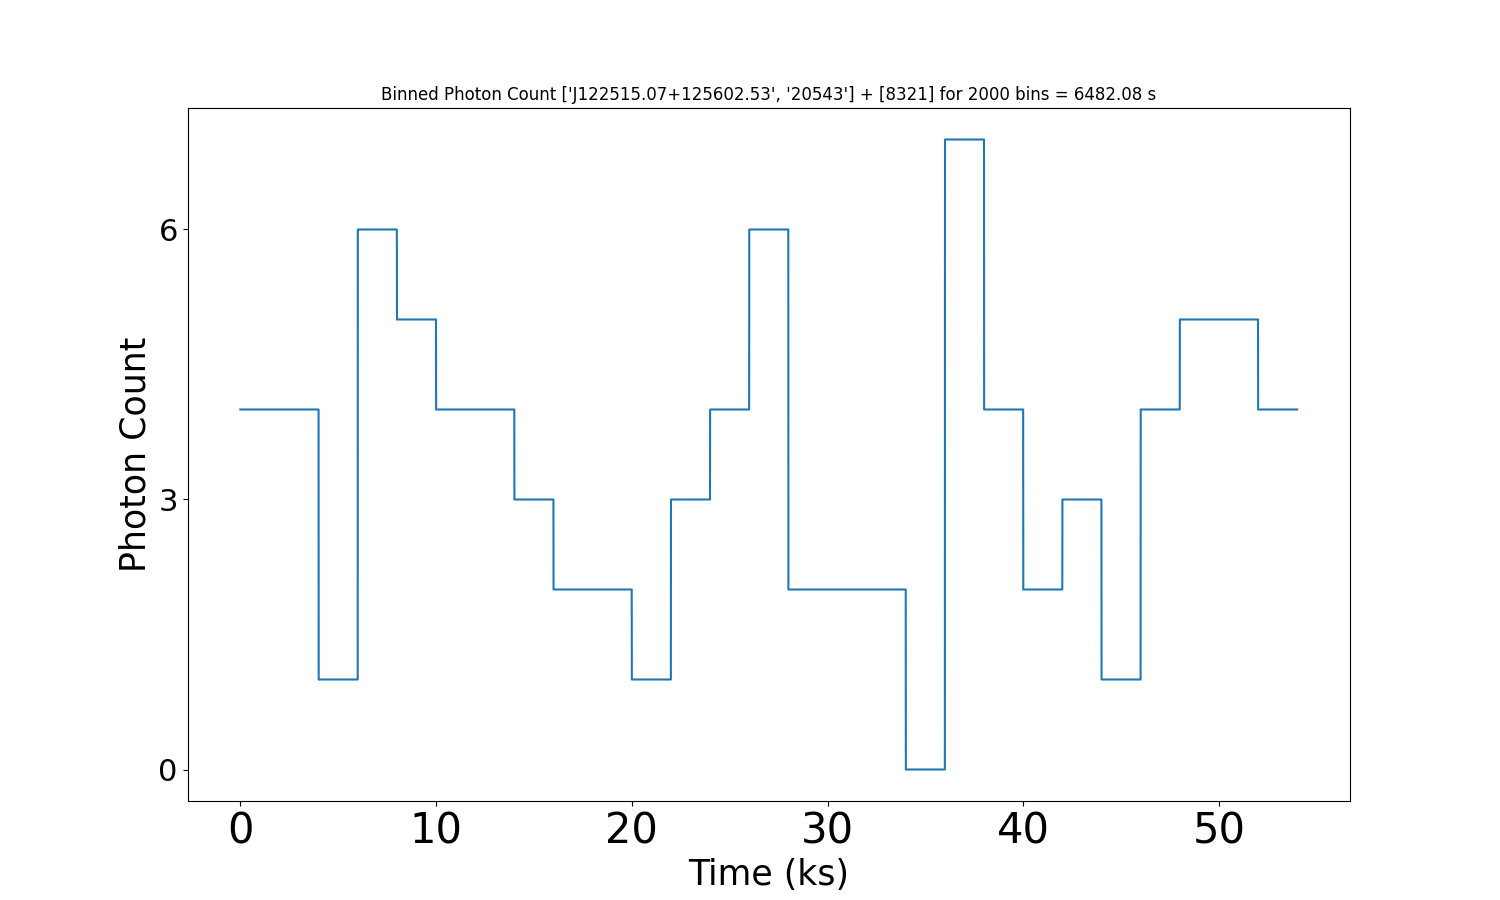 Binned Photon Count ['J122515.07+125602.53', '20543'] + [8321] for 2000 bins = 6482.08 s
Photon Count
6
3
0
0 10 20 30 40 50
Time (ks)